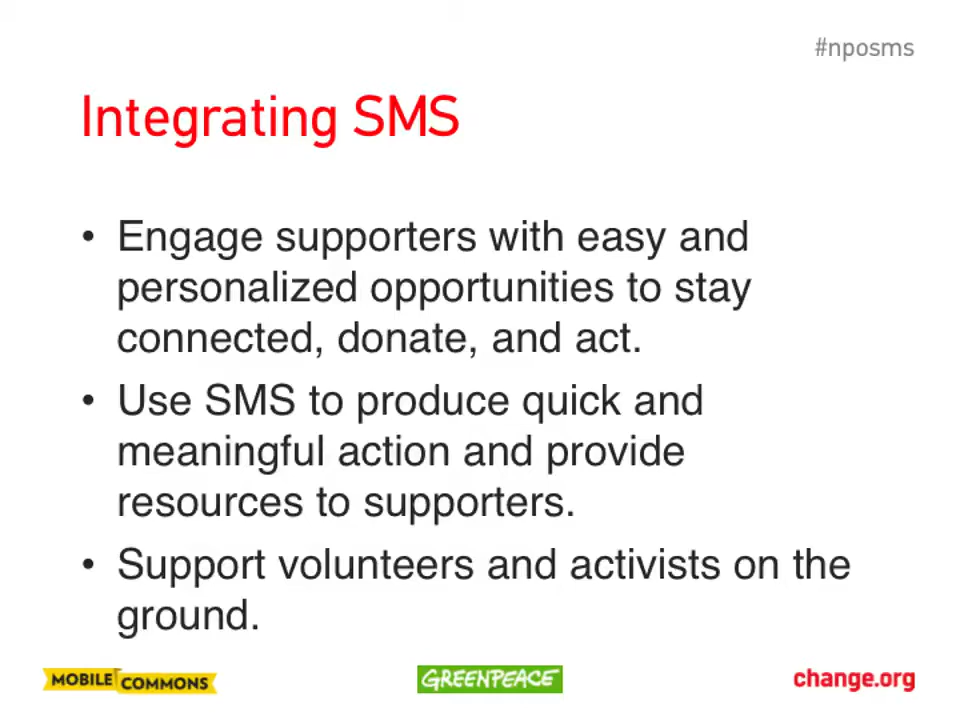 #nposms
Integrating SMS
• Engage supporters with easy and
personalized opportunities to stay
connected, donate, and act.
• Use SMS to produce quick and
meaningful action and provide
resources to supporters.
• Support volunteers and activists on the
ground.
MOBILE COMMONS
GREENPEACE
change.org